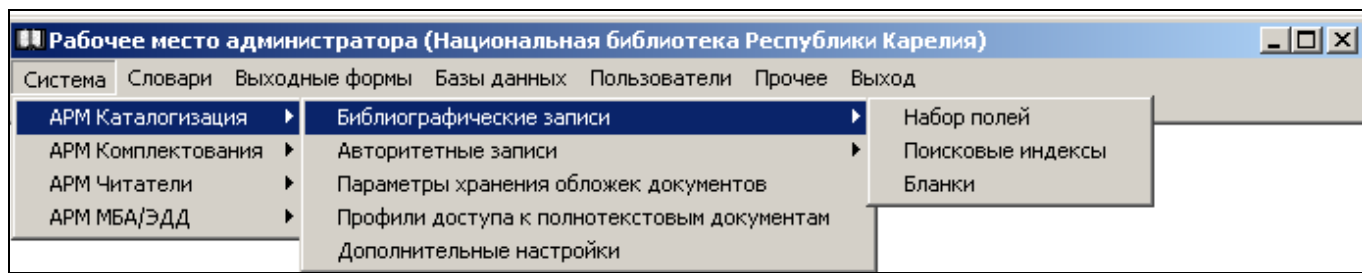 Рабочее место администратора (Национальная библиотека Республики Карелия)
Система Словари Выходные формы Базы данных Пользователи Прочее Выход
АРМ Каталогизация Библиографические записи Набор полей
АРМ Комплектования Авторитетные записи Поисковые индексы
АРМ Читатели Параметры хранения обложек документов Бланки
АРМ МБА/ЭДД Профили доступа к полнотекстовым документам
Дополнительные настройки